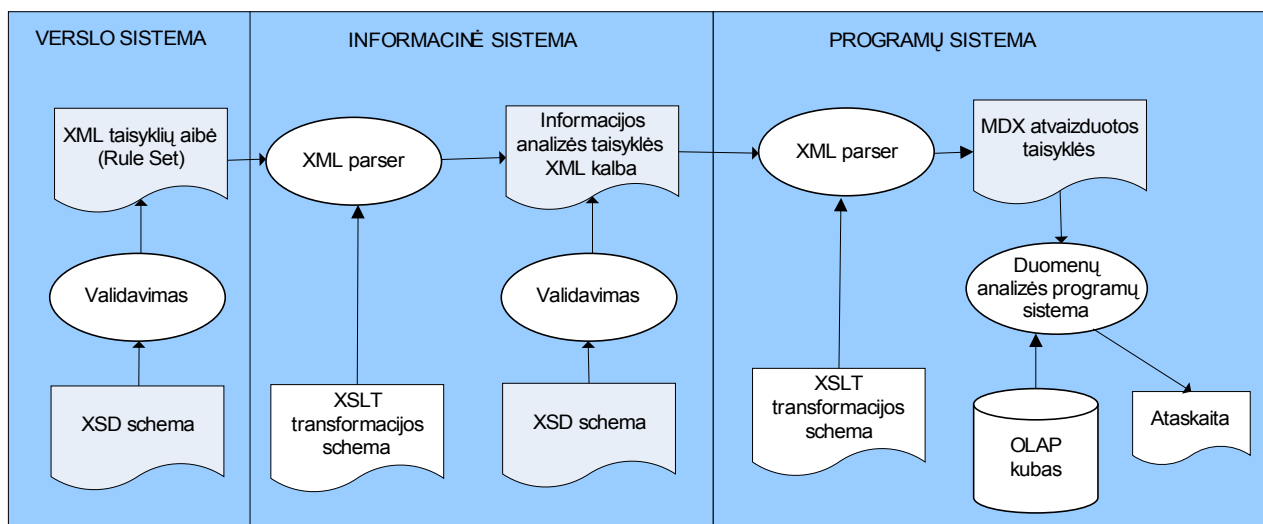 VERSLO SISTEMA
XML taisyklių aibė
(Rule Set)
Validavimas
XSD schema
INFORMACINĖ SISTEMA
XML parser
Informacijos
analizės taisyklės
XML kalba
Validavimas
XSLT
transformacijos
schema
XSD schema
PROGRAMŲ SISTEMA
XML parser
MDX atvaizduotos
taisyklės
Duomenų
analizės programų
sistema
XSLT
transformacijos
schema
OLAP
kubas
Ataskaita